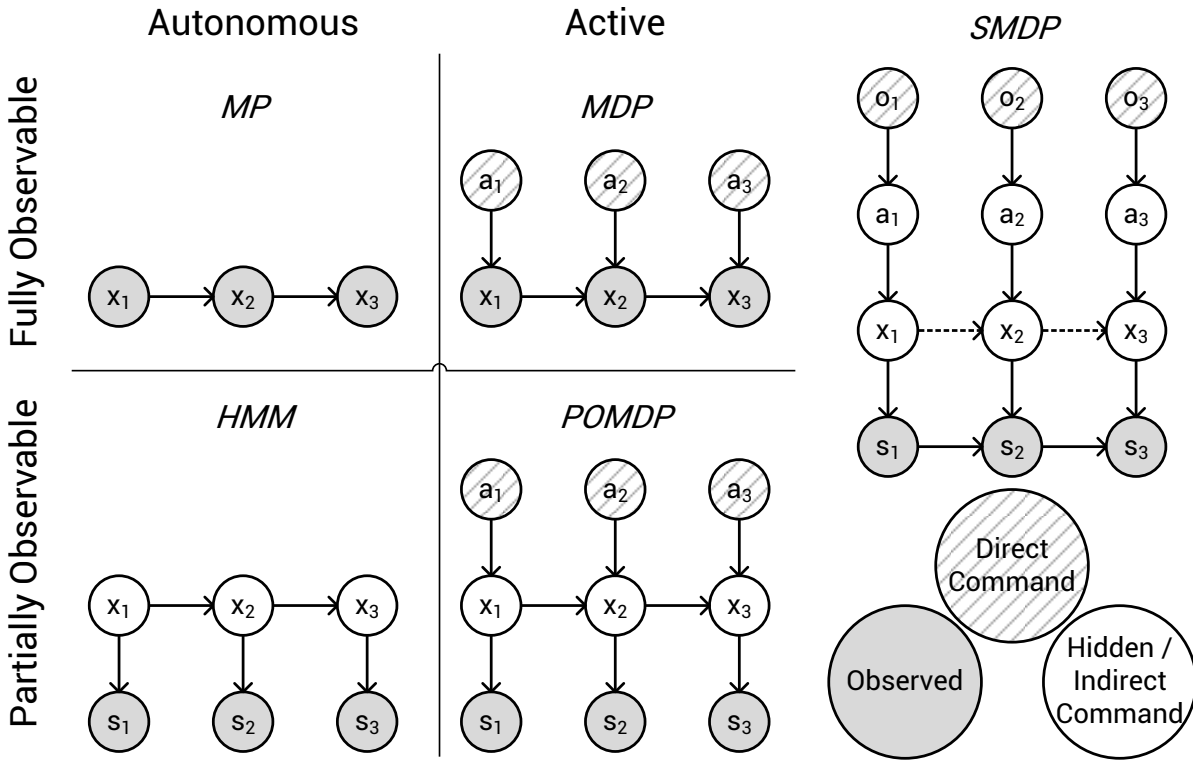 Autonomous
Active
Fully Observable
Partially Observable
MP
x₁ x₂ x₃
MDP
a₁ a₂ a₃
x₁ x₂ x₃
HMM
x₁ x₂ x₃
s₁ s₂ s₃
POMDP
a₁ a₂ a₃
x₁ x₂ x₃
s₁ s₂ s₃
SMDP
o₁ o₂ o₃
a₁ a₂ a₃
x₁ x₂ x₃
s₁ s₂ s₃
Direct
Command
Observed
Hidden /
Indirect
Command